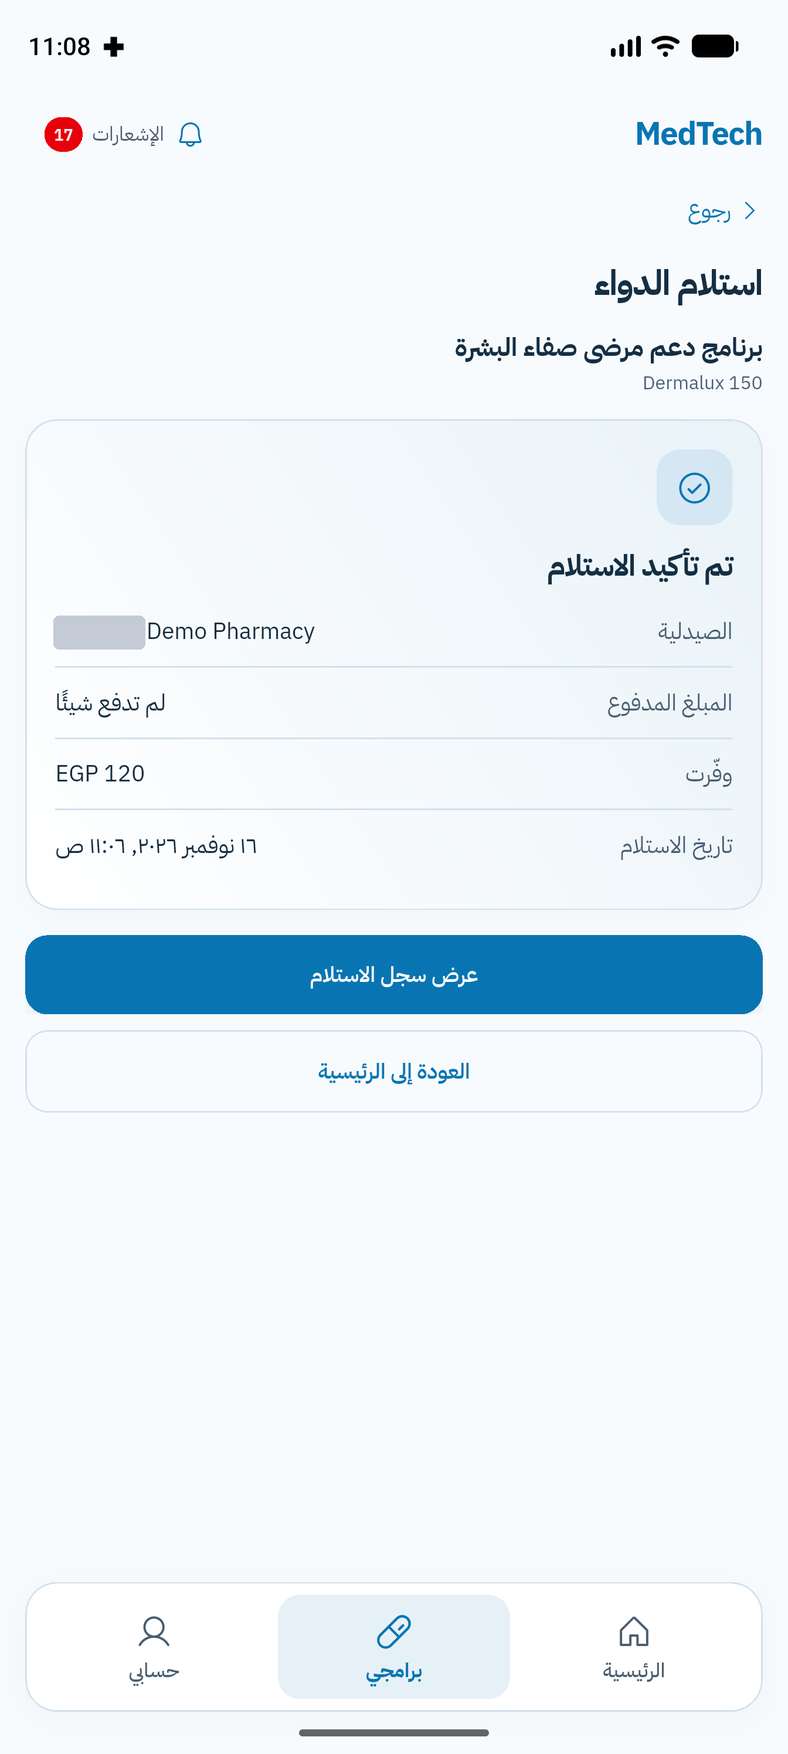 11:08
MedTech
الإشعارات 17
رجوع
استلام الدواء
برنامج دعم مرضى صفاء البشرة
Dermalux 150
تم تأكيد الاستلام
الصيدلية Demo Pharmacy
المبلغ المدفوع لم تدفع شيئًا
وفّرت EGP 120
تاريخ الاستلام ١٦ نوفمبر ٢٠٢٦, ١١:٠٦ ص
عرض سجل الاستلام
العودة إلى الرئيسية
الرئيسية برامجي حسابي